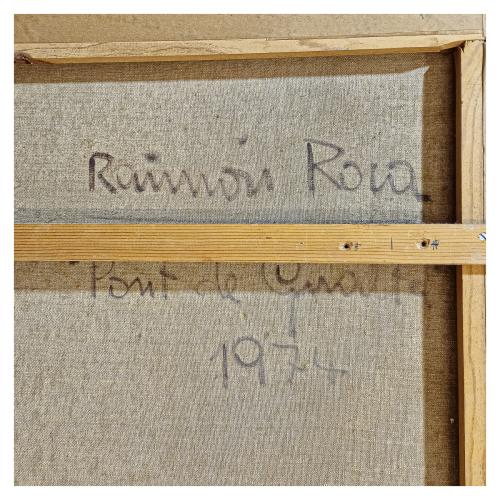 Raimon Roca
Pont de
1974